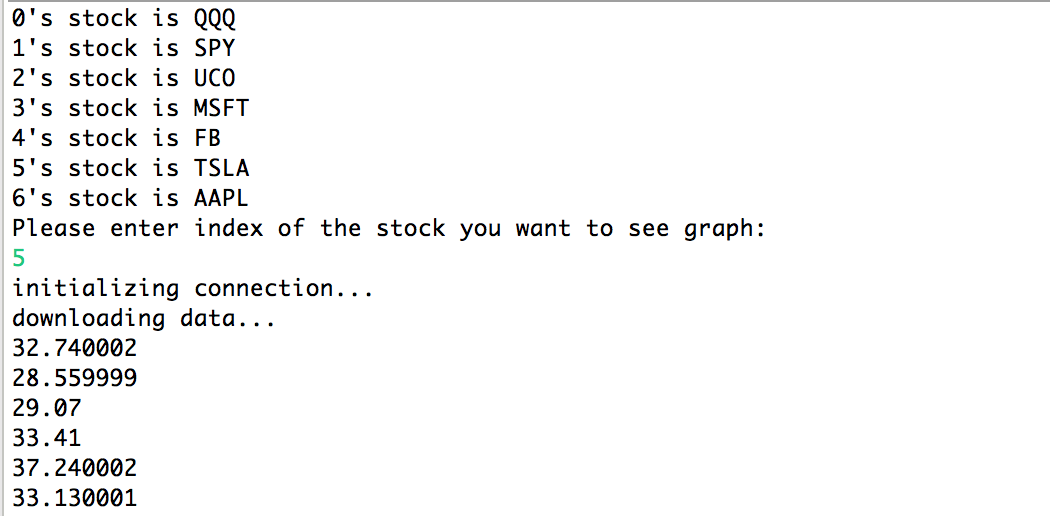 0's stock is QQQ
1's stock is SPY
2's stock is UCO
3's stock is MSFT
4's stock is FB
5's stock is TSLA
6's stock is AAPL
Please enter index of the stock you want to see graph:
5
initializing connection...
downloading data...
32.740002
28.559999
29.07
33.41
37.240002
33.130001